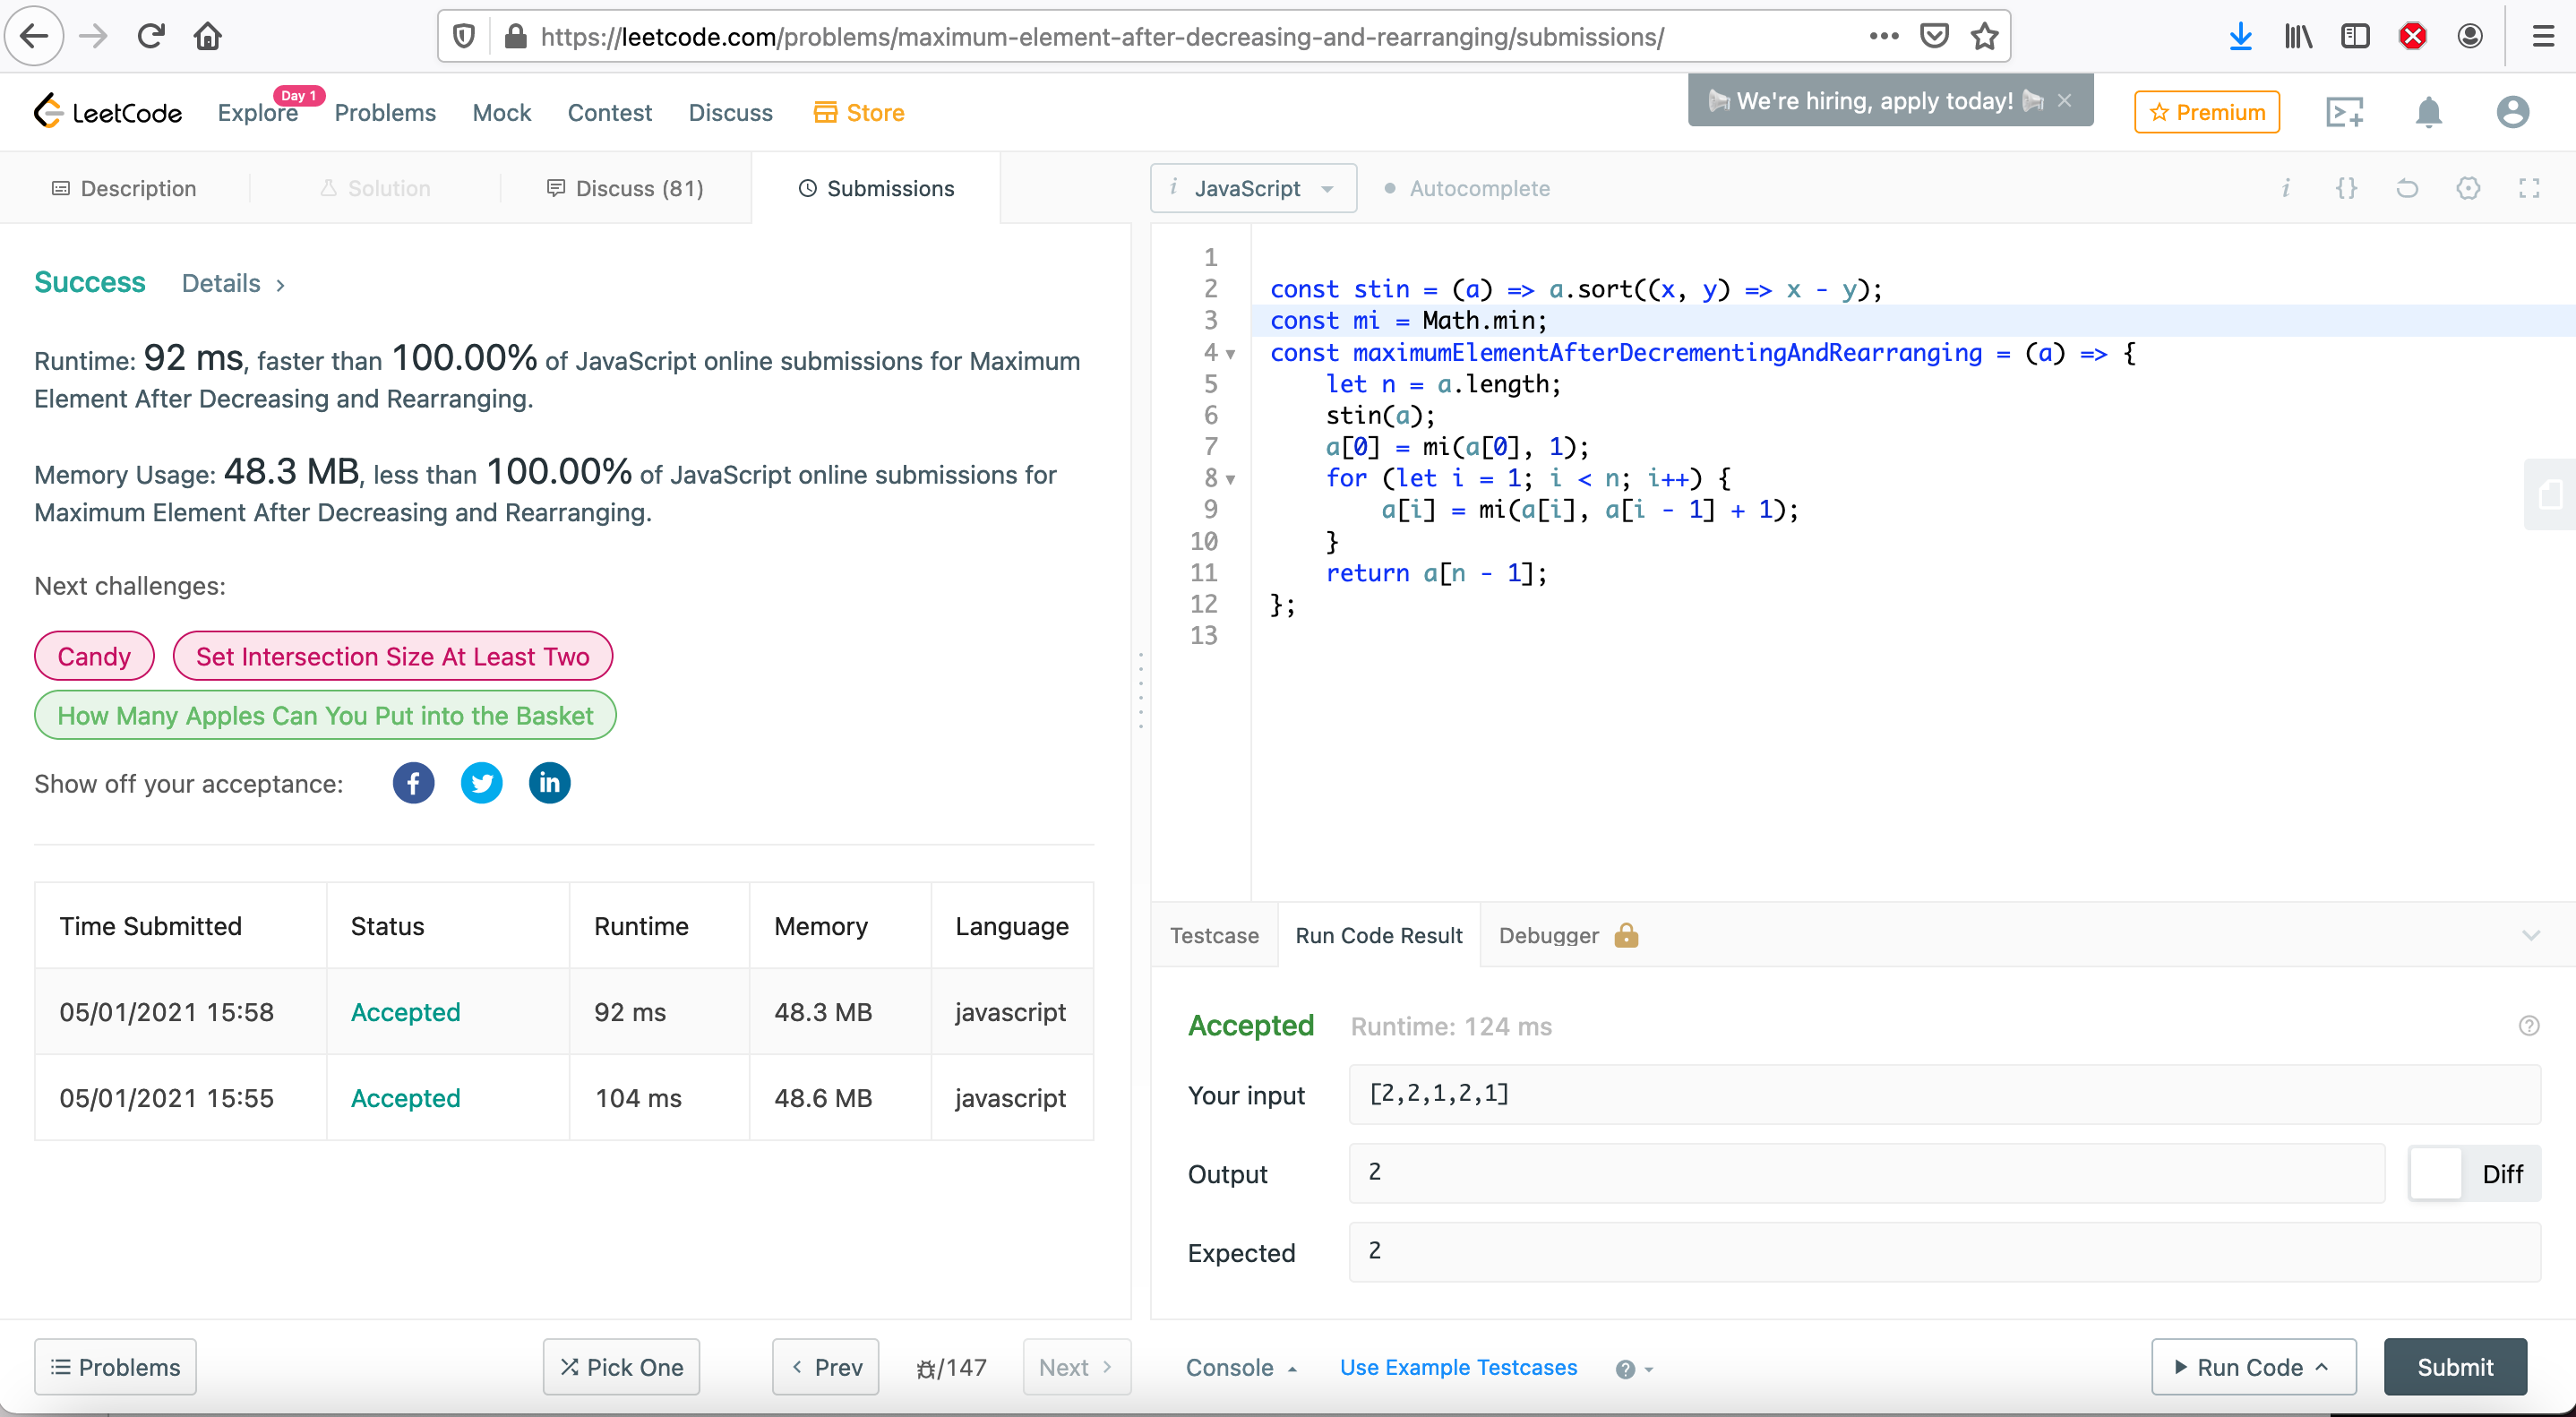 https://leetcode.com/problems/maximum-element-after-decreasing-and-rearranging/submissions/
LeetCode
Explore
Day 1
Problems
Mock
Contest
Discuss
Store
We're hiring, apply today!
Premium
Description
Solution
Discuss (81)
Submissions
i JavaScript
Autocomplete
Success
Details
Runtime: 92 ms, faster than 100.00% of JavaScript online submissions for Maximum
Element After Decreasing and Rearranging.
Memory Usage: 48.3 MB, less than 100.00% of JavaScript online submissions for
Maximum Element After Decreasing and Rearranging.
Next challenges:
Candy
Set Intersection Size At Least Two
How Many Apples Can You Put into the Basket
Show off your acceptance:
Time Submitted Status Runtime Memory Language
05/01/2021 15:58 Accepted 92 ms 48.3 MB javascript
05/01/2021 15:55 Accepted 104 ms 48.6 MB javascript
1
2 const stin = (a) => a.sort((x, y) => x - y);
3 const mi = Math.min;
4 const maximumElementAfterDecrementingAndRearranging = (a) => {
5 let n = a.length;
6 stin(a);
7 a[0] = mi(a[0], 1);
8 for (let i = 1; i < n; i++) {
9 a[i] = mi(a[i], a[i - 1] + 1);
10 }
11 return a[n - 1];
12 };
13
Testcase
Run Code Result
Debugger
Accepted Runtime: 124 ms
Your input [2,2,1,2,1]
Output 2
Diff
Expected 2
Problems
Pick One
Prev
/147
Next
Console
Use Example Testcases
Run Code
Submit